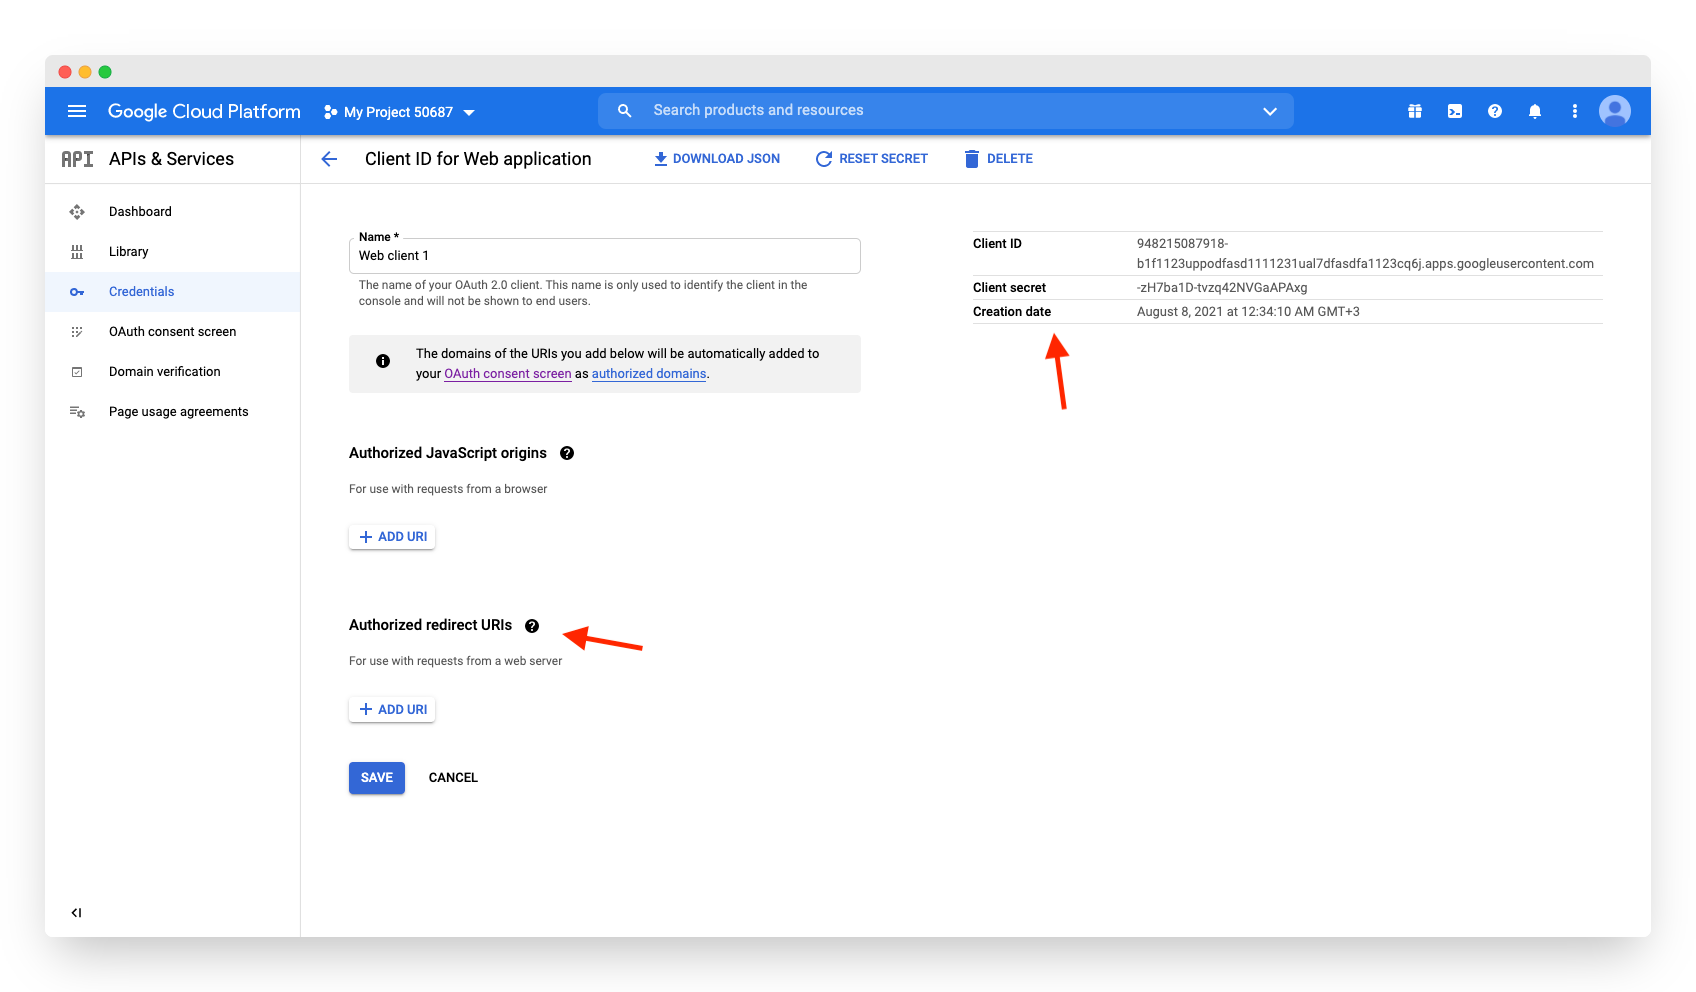 Google Cloud Platform
My Project 50687
Search products and resources
API APIs & Services
Client ID for Web application
DOWNLOAD JSON
RESET SECRET
DELETE
Dashboard
Library
Credentials
OAuth consent screen
Domain verification
Page usage agreements
Name *
Web client 1
The name of your OAuth 2.0 client. This name is only used to identify the client in the
console and will not be shown to end users.
The domains of the URIs you add below will be automatically added to
your OAuth consent screen as authorized domains.
Authorized JavaScript origins
For use with requests from a browser
ADD URI
Authorized redirect URIs
For use with requests from a web server
ADD URI
SAVE CANCEL
Client ID 948215087918-
b1f1123uppodfasd1111231ual7dfasdfa1123cq6j.apps.googleusercontent.com
Client secret -zH7ba1D-tvzq42NVGaAPAxg
Creation date August 8, 2021 at 12:34:10 AM GMT+3